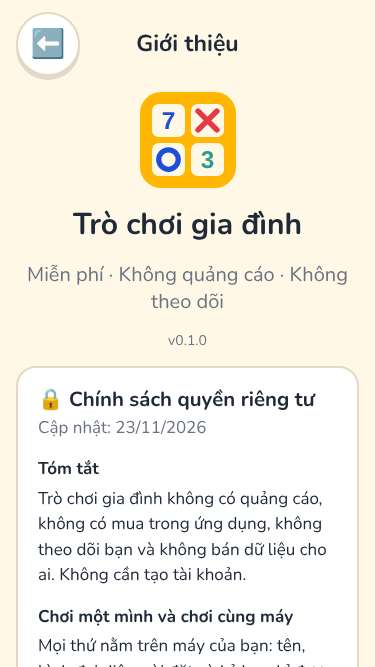 Giới thiệu
7
3
Trò chơi gia đình
Miễn phí · Không quảng cáo · Không
theo dõi
v0.1.0
🔒 Chính sách quyền riêng tư
Cập nhật: 23/11/2026
Tóm tắt
Trò chơi gia đình không có quảng cáo,
không có mua trong ứng dụng, không
theo dõi bạn và không bán dữ liệu cho
ai. Không cần tạo tài khoản.
Chơi một mình và chơi cùng máy
Mọi thứ nằm trên máy của bạn: tên,